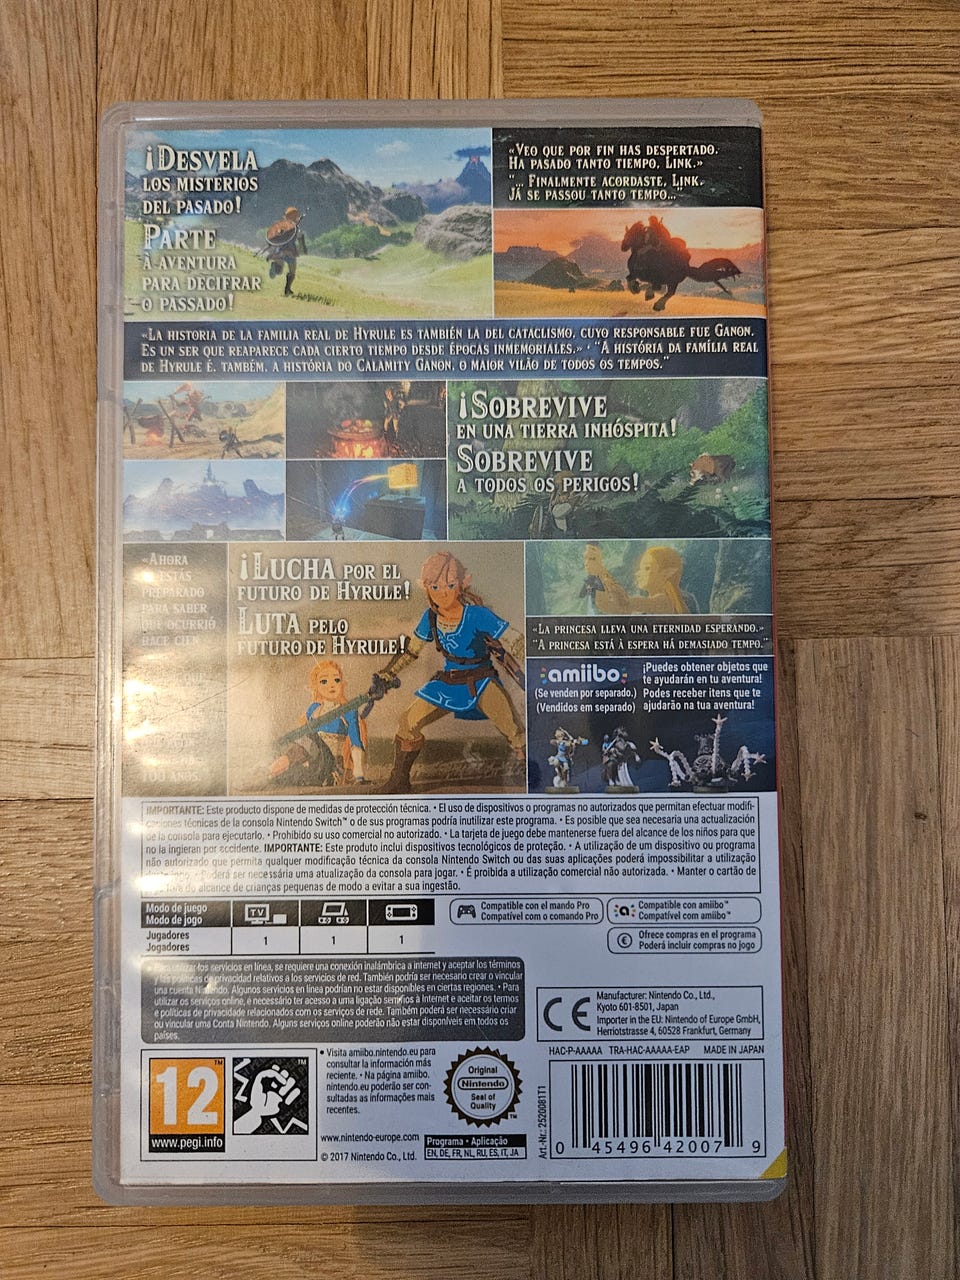 ¡DESVELA
LOS MISTERIOS
DEL PASADO!
PARTE
À AVENTURA
PARA DECIFRAR
O PASSADO!
«VEO QUE POR FIN HAS DESPERTADO.
HA PASADO TANTO TIEMPO, LINK.»
"... FINALMENTE ACORDASTE, LINK.
JÁ SE PASSOU TANTO TEMPO..."
«LA HISTORIA DE LA FAMILIA REAL DE HYRULE ES TAMBIÉN LA DEL CATACLISMO, CUYO RESPONSABLE FUE GANON.
ES UN SER QUE REAPARECE CADA CIERTO TIEMPO DESDE ÉPOCAS INMEMORIALES.» · "A HISTÓRIA DA FAMÍLIA REAL
DE HYRULE É, TAMBÉM, A HISTÓRIA DO CALAMITY GANON, O MAIOR VILÃO DE TODOS OS TEMPOS."
¡SOBREVIVE
EN UNA TIERRA INHÓSPITA!
SOBREVIVE
A TODOS OS PERIGOS!
«AHORA
ESTÁS
PREPARADO
PARA SABER
QUE OCURRIÓ
HACE CIEN
100 ANOS.
¡LUCHA POR EL
FUTURO DE HYRULE!
LUTA PELO
FUTURO DE HYRULE!
«LA PRINCESA LLEVA UNA ETERNIDAD ESPERANDO.»
"A PRINCESA ESTÁ À ESPERA HÁ DEMASIADO TEMPO."
amiibo
(Se venden por separado.)
(Vendidos em separado)
¡Puedes obtener objetos que
te ayudarán en tu aventura!
Podes receber itens que te
ajudarão na tua aventura!
IMPORTANTE: Este producto dispone de medidas de protección técnica. • El uso de dispositivos o programas no autorizados que permitan efectuar modifi-
caciones técnicas de la consola Nintendo Switch™ o de sus programas podría inutilizar este programa. • Es posible que sea necesaria una actualización
de la consola para ejecutarlo. • Prohibido su uso comercial no autorizado. • La tarjeta de juego debe mantenerse fuera del alcance de los niños para que
no la ingieran por accidente. IMPORTANTE: Este produto inclui dispositivos tecnológicos de proteção. • A utilização de um dispositivo ou programa
não autorizado que permita qualquer modificação técnica da consola Nintendo Switch ou das suas aplicações poderá impossibilitar a utilização
• Poderá ser necessária uma atualização da consola para jogar. • É proibida a utilização comercial não autorizada. • Manter o cartão de
do alcance de crianças pequenas de modo a evitar a sua ingestão.
Modo de juego
Modo de jogo
TV
Jugadores
Jogadores
1
1
1
Compatible con el mando Pro
Compatível com o comando Pro
Compatible con amiibo™
Compatível com amiibo™
Ofrece compras en el programa
Poderá incluir compras no jogo
• Para utilizar los servicios en línea, se requiere una conexión inalámbrica a internet y aceptar los términos
y las políticas de privacidad relativos a los servicios de red. También podría ser necesario crear o vincular
una cuenta Nintendo. Algunos servicios en línea podrían no estar disponibles en ciertas regiones. • Para
utilizar os serviços online, é necessário ter acesso a uma ligação sem fios à Internet e aceitar os termos
e políticas de privacidade relacionados com os serviços de rede. Também poderá ser necessário criar
ou vincular uma Conta Nintendo. Alguns serviços online poderão não estar disponíveis em todos os
países.
CE
Manufacturer: Nintendo Co., Ltd.,
Kyoto 601-8501, Japan
Importer in the EU: Nintendo of Europe GmbH,
Herriotstrasse 4, 60528 Frankfurt, Germany
12
www.pegi.info
• Visita amiibo.nintendo.eu para
consultar la información más
reciente. • Na página amiibo.
nintendo.eu poderão ser con-
sultadas as informações mais
recentes.
www.nintendo-europe.com
© 2017 Nintendo Co., Ltd.
Original
Nintendo
Seal of
Quality
Programa • Aplicação
EN, DE, FR, NL, RU, ES, IT, JA
HAC-P-AAAAA TRA-HAC-AAAAA-EAP MADE IN JAPAN
Art.-Nr.: 2520081T1
0 45496 42007 9